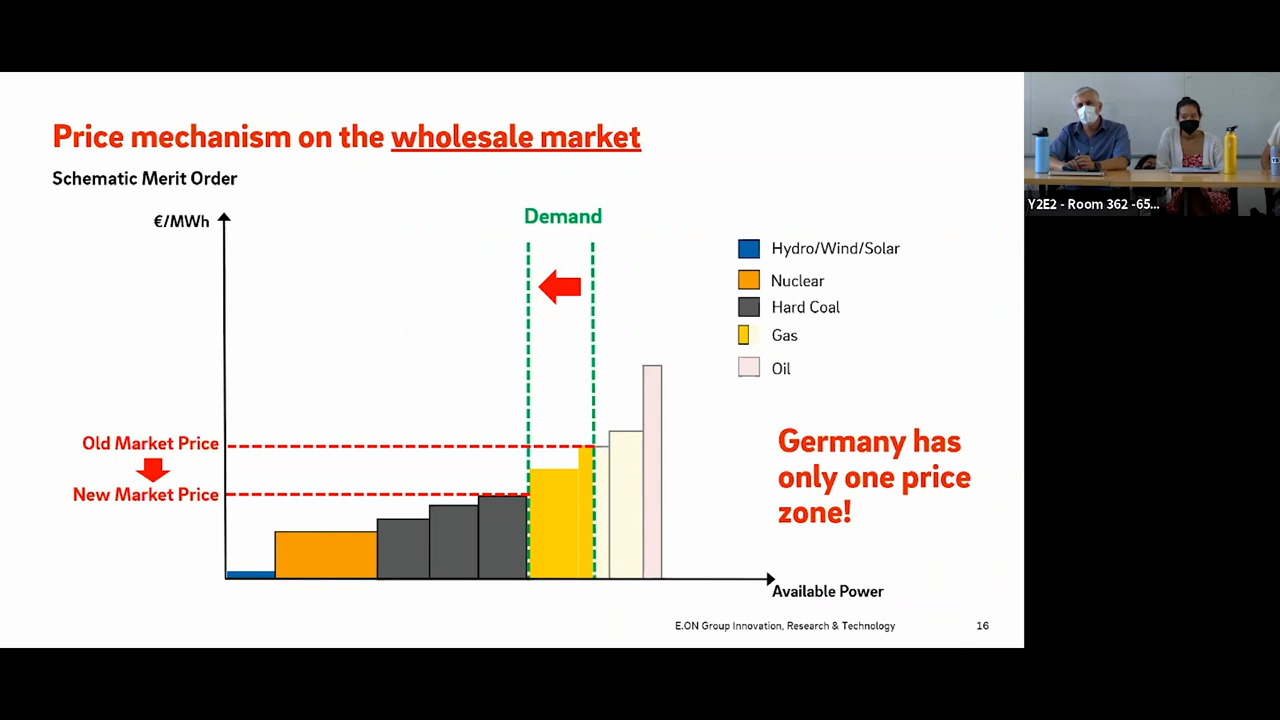 Price mechanism on the wholesale market
Schematic Merit Order
€/MWh
Demand
Hydro/Wind/Solar
Nuclear
Hard Coal
Gas
Oil
Old Market Price
New Market Price
Germany has
only one price
zone!
Available Power
E.ON Group Innovation, Research & Technology
16
Y2E2 - Room 362 -65...